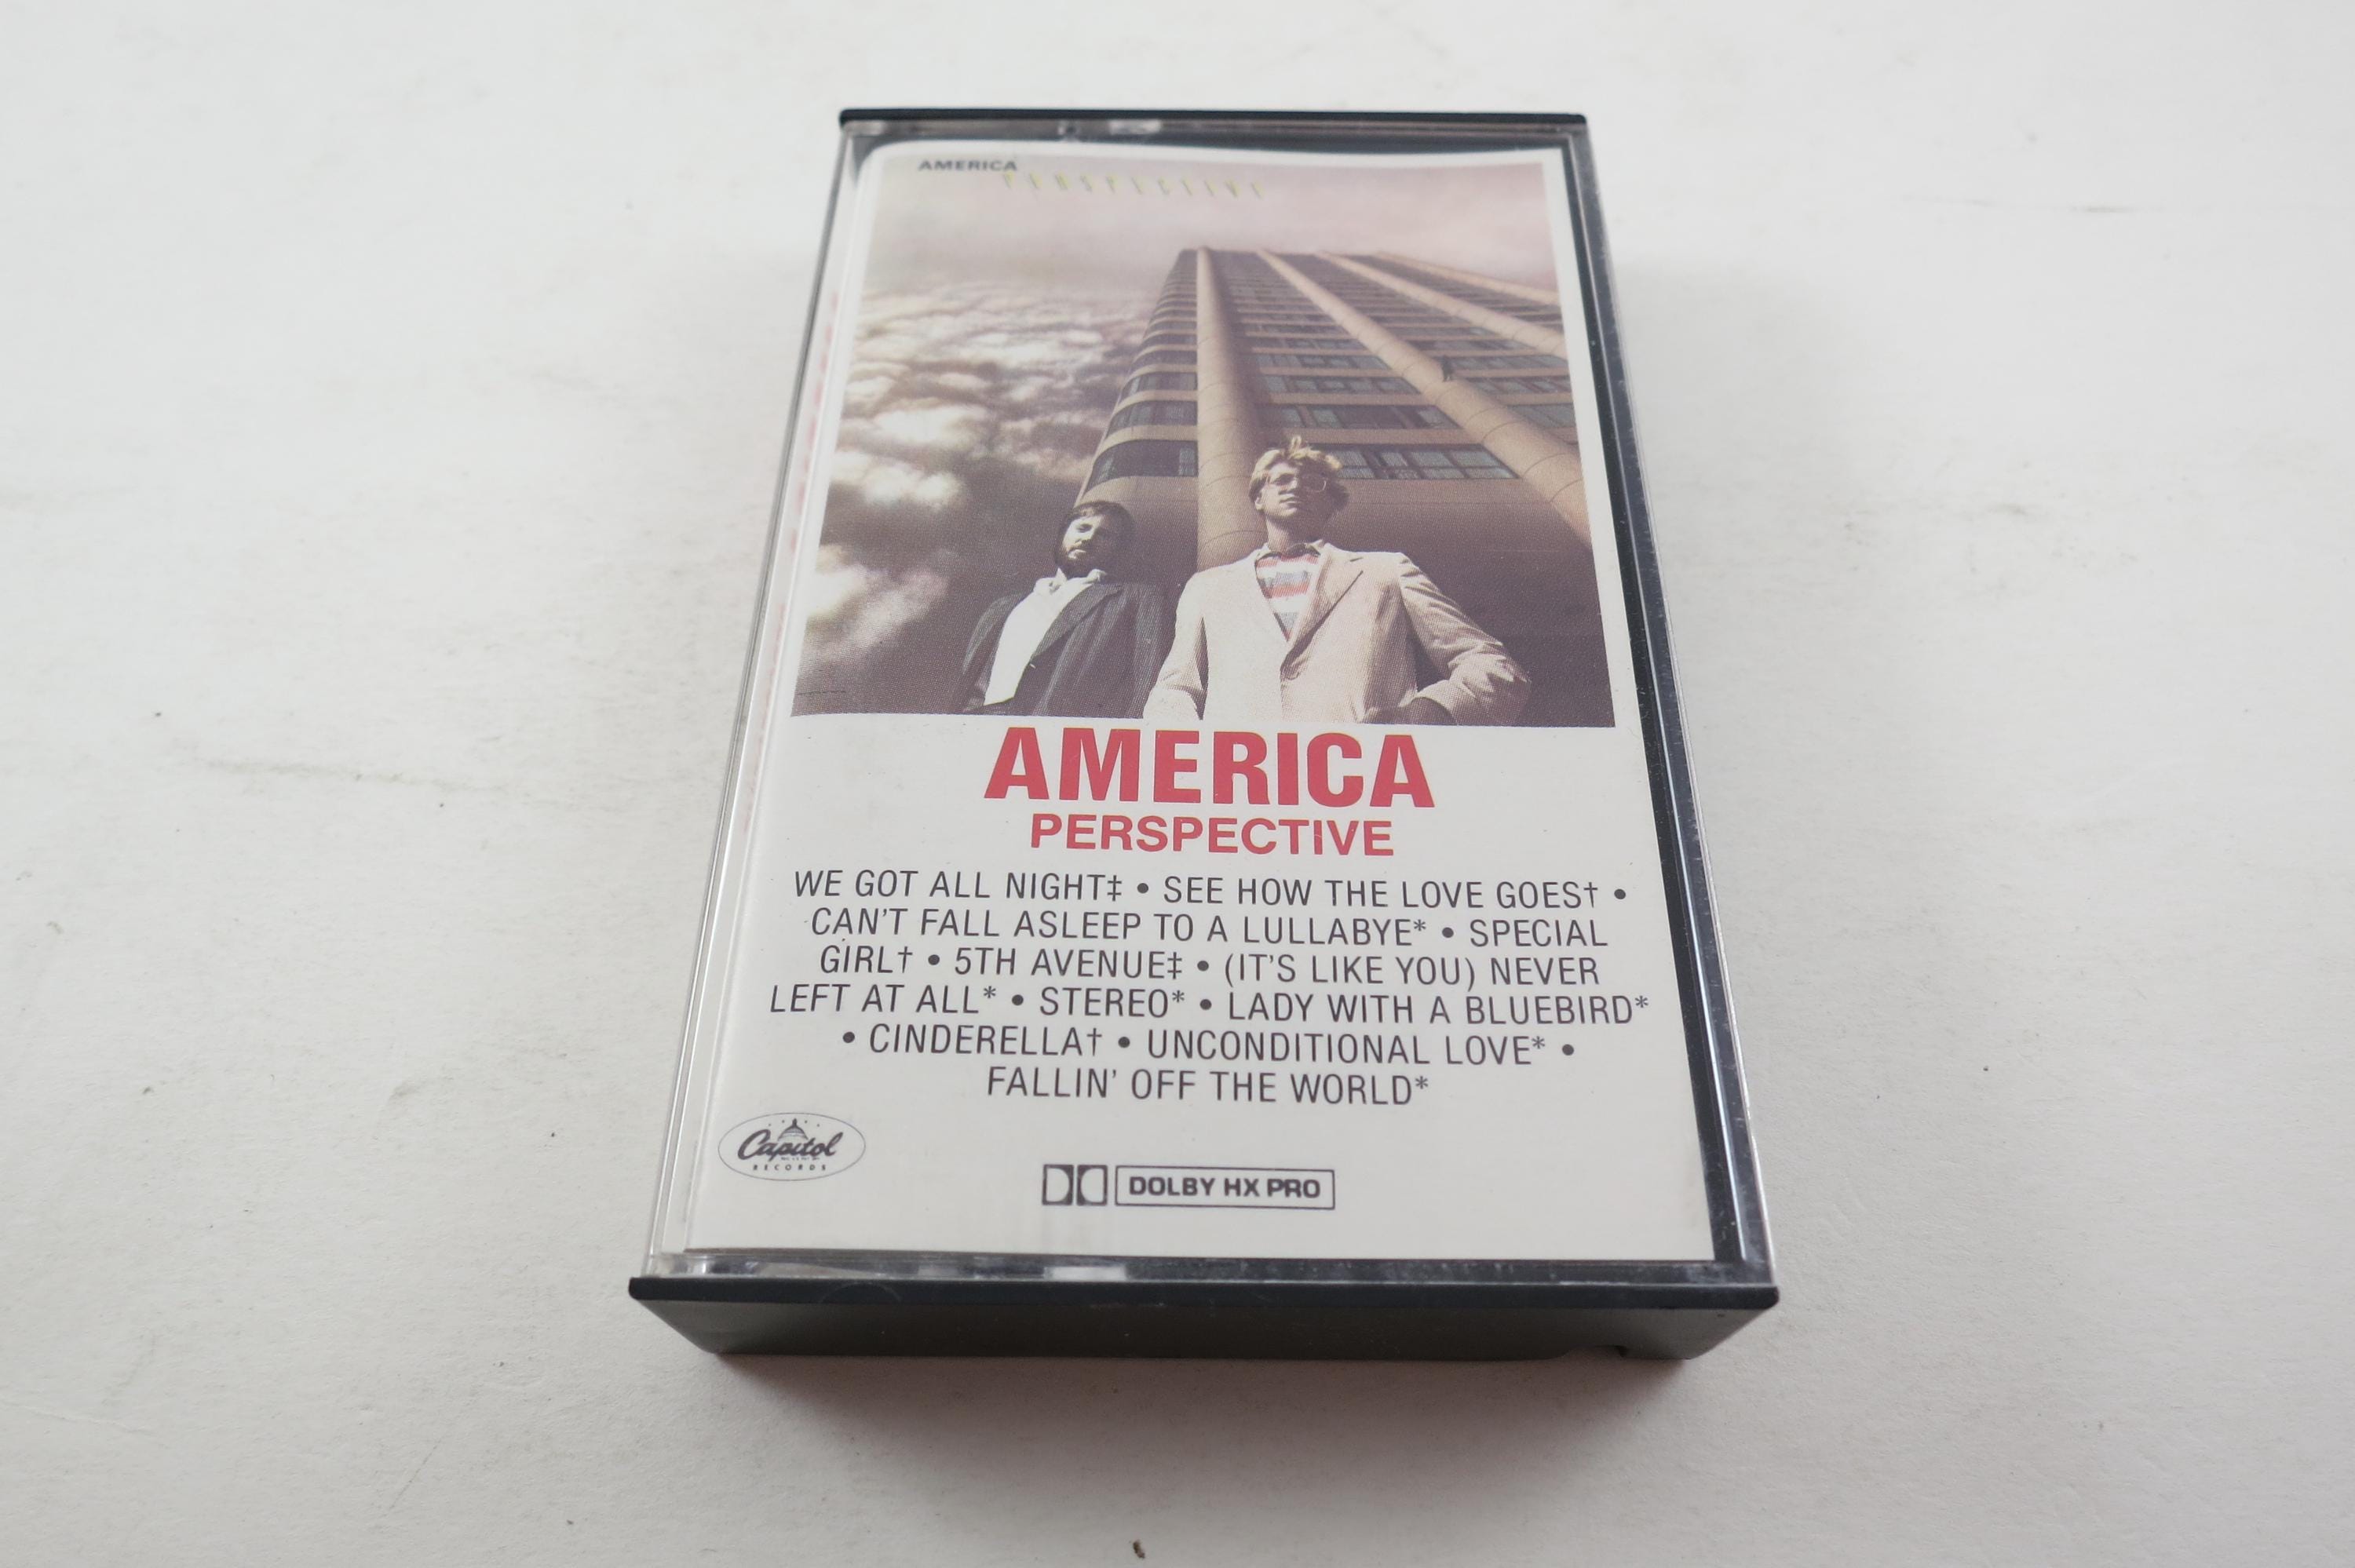 AMERICA
PERSPECTIVE
AMERICA
PERSPECTIVE
WE GOT ALL NIGHT‡ • SEE HOW THE LOVE GOES† •
CAN'T FALL ASLEEP TO A LULLABYE* • SPECIAL
GIRL† • 5TH AVENUE‡ • (IT'S LIKE YOU) NEVER
LEFT AT ALL* • STEREO* • LADY WITH A BLUEBIRD*
• CINDERELLA† • UNCONDITIONAL LOVE* •
FALLIN' OFF THE WORLD*
Capitol
RECORDS
DOLBY HX PRO